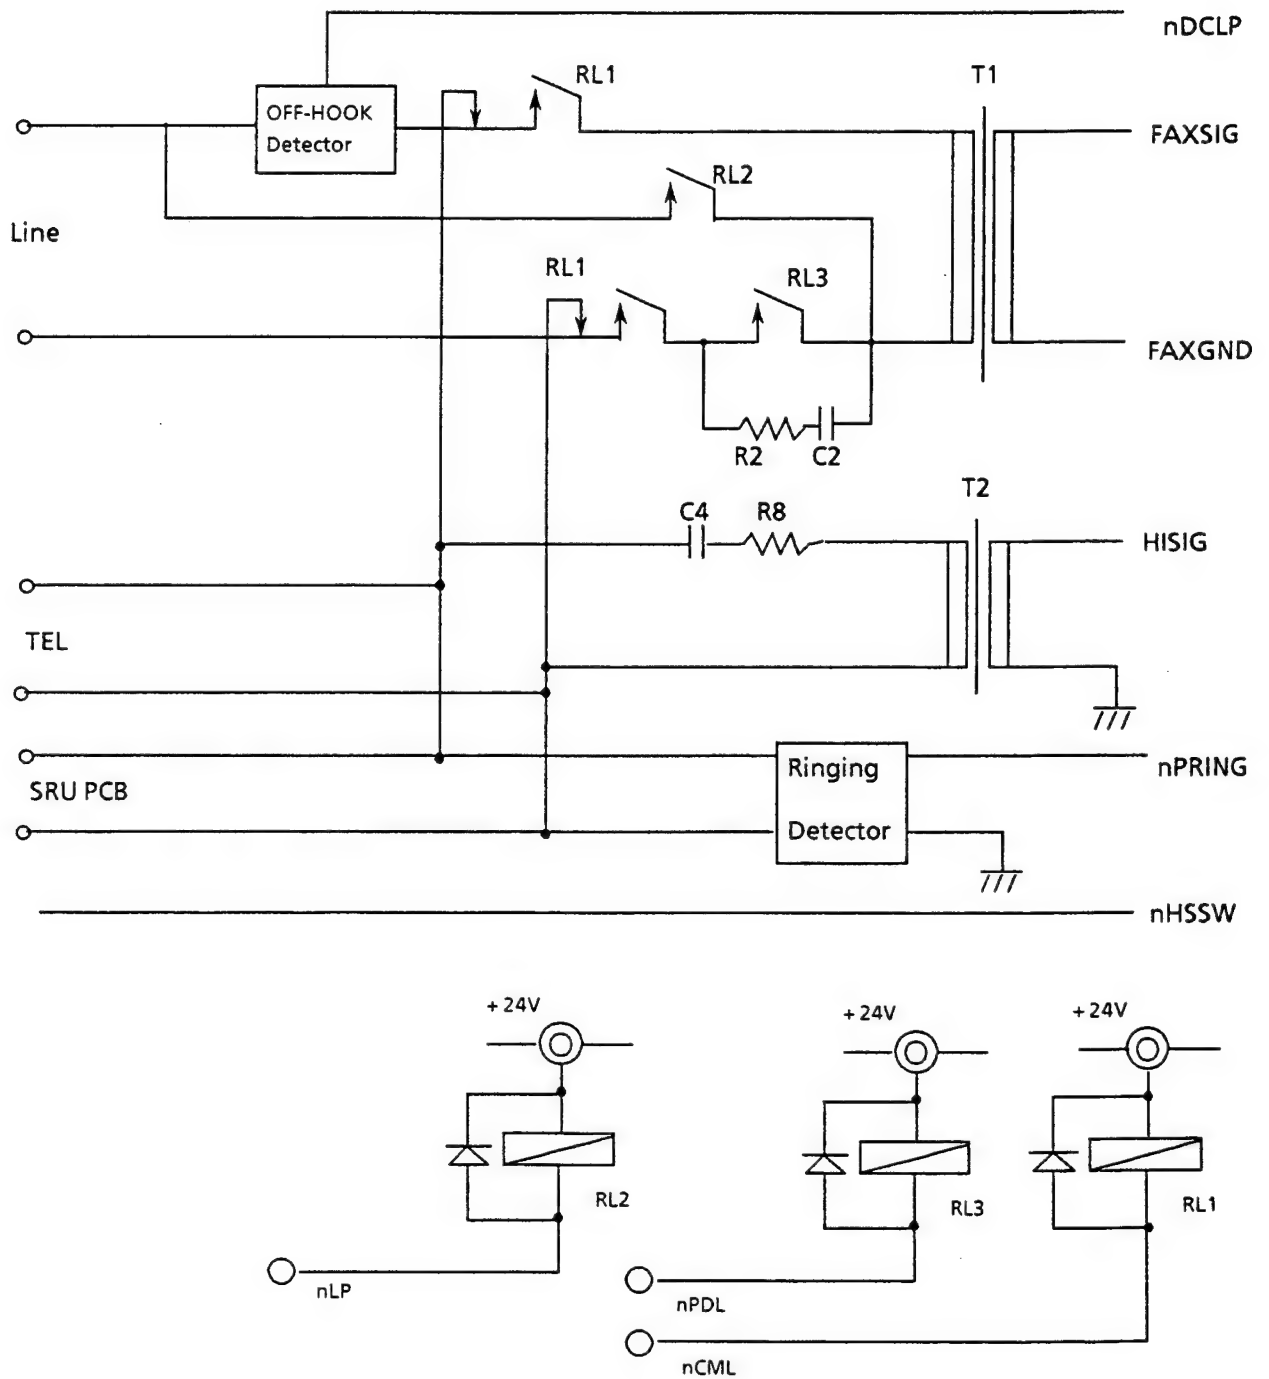 nDCLP
RL1
T1
OFF-HOOK
Detector
FAXSIG
RL2
Line
RL1
RL3
FAXGND
R2
C2
T2
C4
R8
HISIG
TEL
Ringing
Detector
nPRING
SRU PCB
nHSSW
+24V
+24V
+24V
RL2
RL3
RL1
nLP
nPDL
nCML